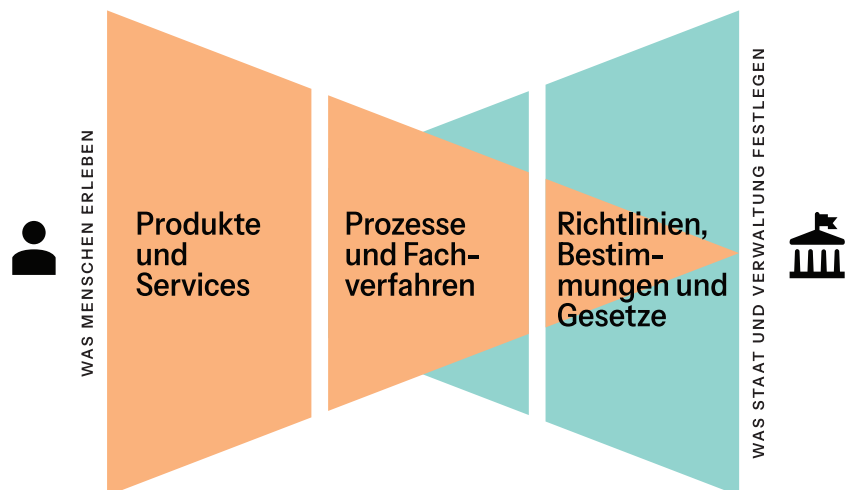 WAS MENSCHEN ERLEBEN
Produkte
und
Services
Prozesse
und Fach-
verfahren
Richtlinien,
Bestim-
mungen und
Gesetze
WAS STAAT UND VERWALTUNG FESTLEGEN